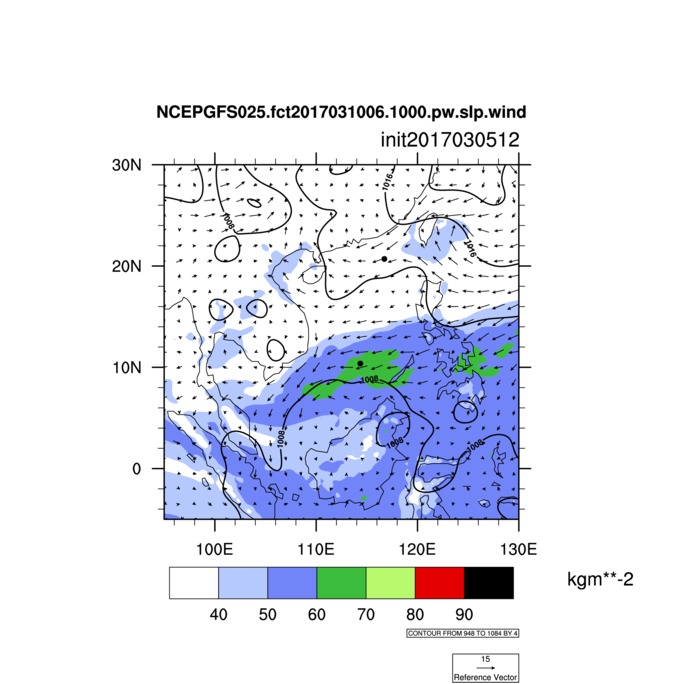 NCEPGFS025.fct2017031006.1000.pw.slp.wind
init2017030512
30N
20N
10N
0
1016
1008
1016
1008
1008
1008
1008
100E 110E 120E 130E
kgm**-2
40 50 60 70 80 90
CONTOUR FROM 948 TO 1084 BY 4
15
Reference Vector